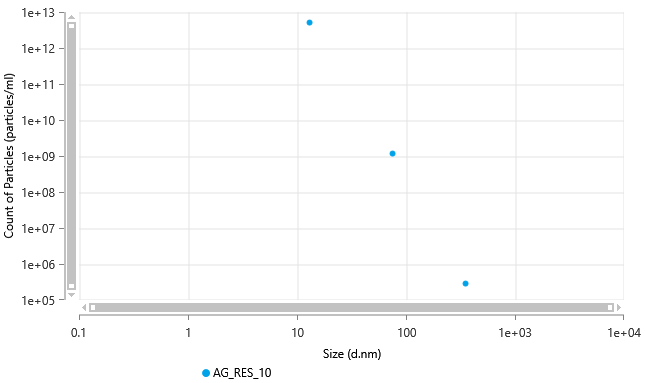 Count of Particles (particles/ml)
1e+13
1e+12
1e+11
1e+10
1e+09
1e+08
1e+07
1e+06
1e+05
0.1 1 10 100 1e+03 1e+04
Size (d.nm)
AG_RES_10